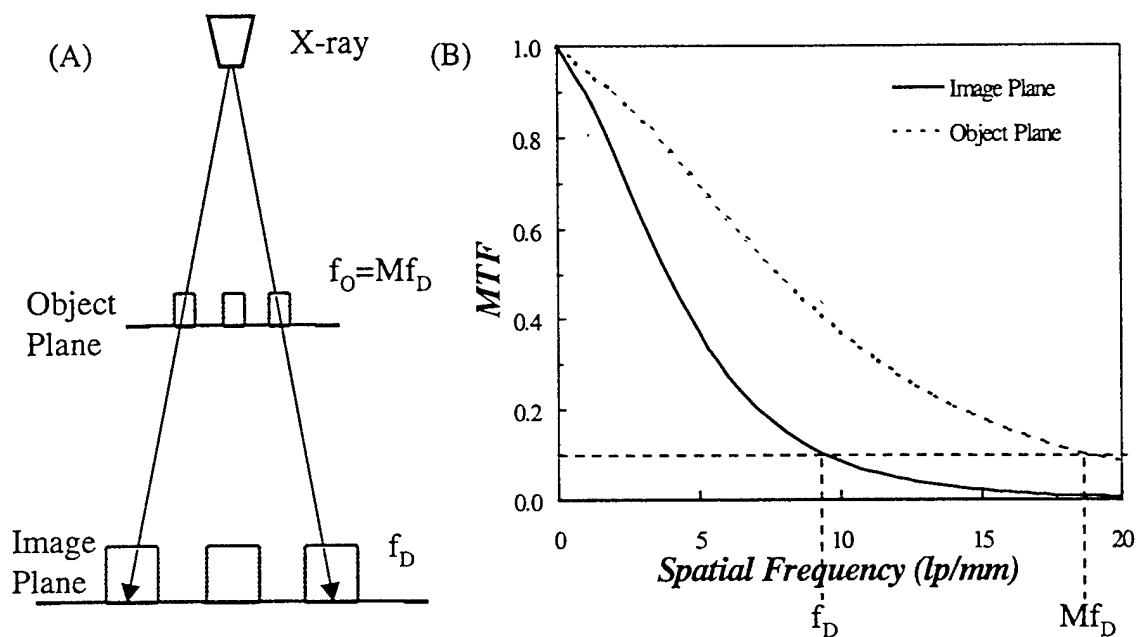 (A)
X-ray
f_O=Mf_D
Object
Plane
Image
Plane
f_D
(B)
MTF
1.0
0.8
0.6
0.4
0.2
0.0
Image Plane
Object Plane
0
5
10
15
20
Spatial Frequency (lp/mm)
f_D
Mf_D